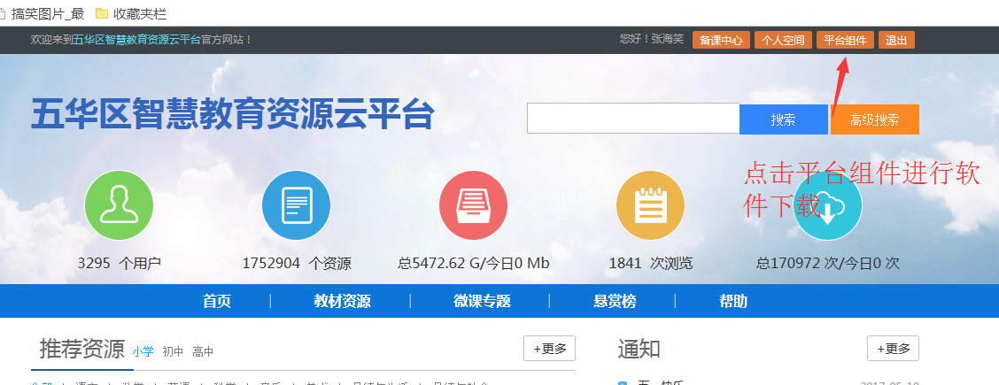 搞笑图片_最 收藏夹栏
欢迎来到五华区智慧教育资源云平台官方网站！ 您好！张海笑 备课中心 个人空间 平台组件 退出
五华区智慧教育资源云平台
搜索 高级搜索
点击平台组件进行软
件下载
3295 个用户 1752904 个资源 总5472.62 G/今日0 Mb 1841 次浏览 总170972 次/今日0 次
首页 | 教材资源 | 微课专题 | 悬赏榜 | 帮助
推荐资源 小学 初中 高中 +更多 通知 +更多